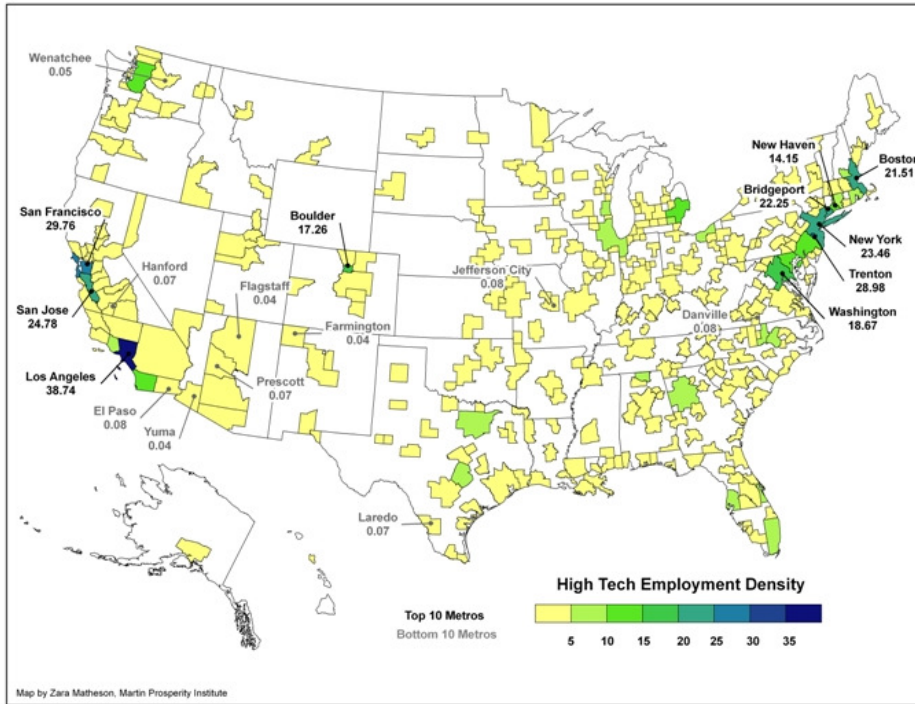 Wenatchee
0.05
New Haven
14.15
Boston
21.51
Bridgeport
22.25
San Francisco
29.76
Boulder
17.26
New York
23.46
Hanford
0.07
Flagstaff
0.04
Jefferson City
0.08
Trenton
28.98
San Jose
24.78
Farmington
0.04
Danville
0.08
Washington
18.67
Los Angeles
38.74
Prescott
0.07
El Paso
0.08
Yuma
0.04
Laredo
0.07
High Tech Employment Density
Top 10 Metros
Bottom 10 Metros
5 10 15 20 25 30 35
Map by Zara Matheson, Martin Prosperity Institute